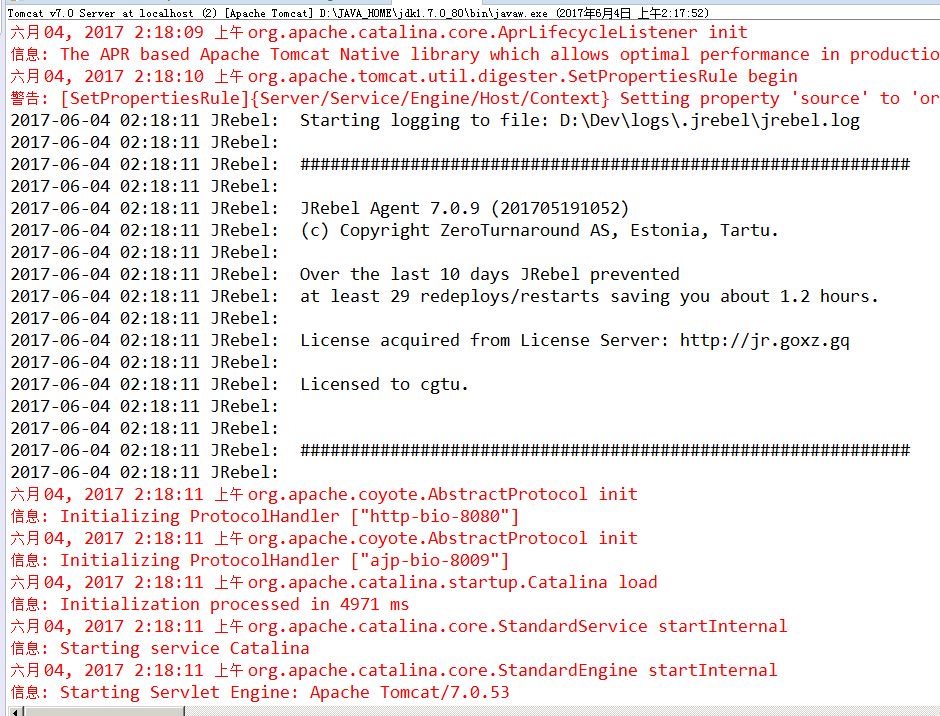 Tomcat v7.0 Server at localhost (2) [Apache Tomcat] D:\JAVA_HOME\jdk1.7.0_80\bin\javaw.exe (2017年6月4日 上午2:17:52)
六月 04, 2017 2:18:09 上午 org.apache.catalina.core.AprLifecycleListener init
信息: The APR based Apache Tomcat Native library which allows optimal performance in productio
六月 04, 2017 2:18:10 上午 org.apache.tomcat.util.digester.SetPropertiesRule begin
警告: [SetPropertiesRule]{Server/Service/Engine/Host/Context} Setting property 'source' to 'or
2017-06-04 02:18:11 JRebel:  Starting logging to file: D:\Dev\logs\.jrebel\jrebel.log
2017-06-04 02:18:11 JRebel:
2017-06-04 02:18:11 JRebel:  #############################################################
2017-06-04 02:18:11 JRebel:
2017-06-04 02:18:11 JRebel:  JRebel Agent 7.0.9 (201705191052)
2017-06-04 02:18:11 JRebel:  (c) Copyright ZeroTurnaround AS, Estonia, Tartu.
2017-06-04 02:18:11 JRebel:
2017-06-04 02:18:11 JRebel:  Over the last 10 days JRebel prevented
2017-06-04 02:18:11 JRebel:  at least 29 redeploys/restarts saving you about 1.2 hours.
2017-06-04 02:18:11 JRebel:
2017-06-04 02:18:11 JRebel:  License acquired from License Server: http://jr.goxz.gq
2017-06-04 02:18:11 JRebel:
2017-06-04 02:18:11 JRebel:  Licensed to cgtu.
2017-06-04 02:18:11 JRebel:
2017-06-04 02:18:11 JRebel:
2017-06-04 02:18:11 JRebel:  #############################################################
2017-06-04 02:18:11 JRebel:
六月 04, 2017 2:18:11 上午 org.apache.coyote.AbstractProtocol init
信息: Initializing ProtocolHandler ["http-bio-8080"]
六月 04, 2017 2:18:11 上午 org.apache.coyote.AbstractProtocol init
信息: Initializing ProtocolHandler ["ajp-bio-8009"]
六月 04, 2017 2:18:11 上午 org.apache.catalina.startup.Catalina load
信息: Initialization processed in 4971 ms
六月 04, 2017 2:18:11 上午 org.apache.catalina.core.StandardService startInternal
信息: Starting service Catalina
六月 04, 2017 2:18:11 上午 org.apache.catalina.core.StandardEngine startInternal
信息: Starting Servlet Engine: Apache Tomcat/7.0.53